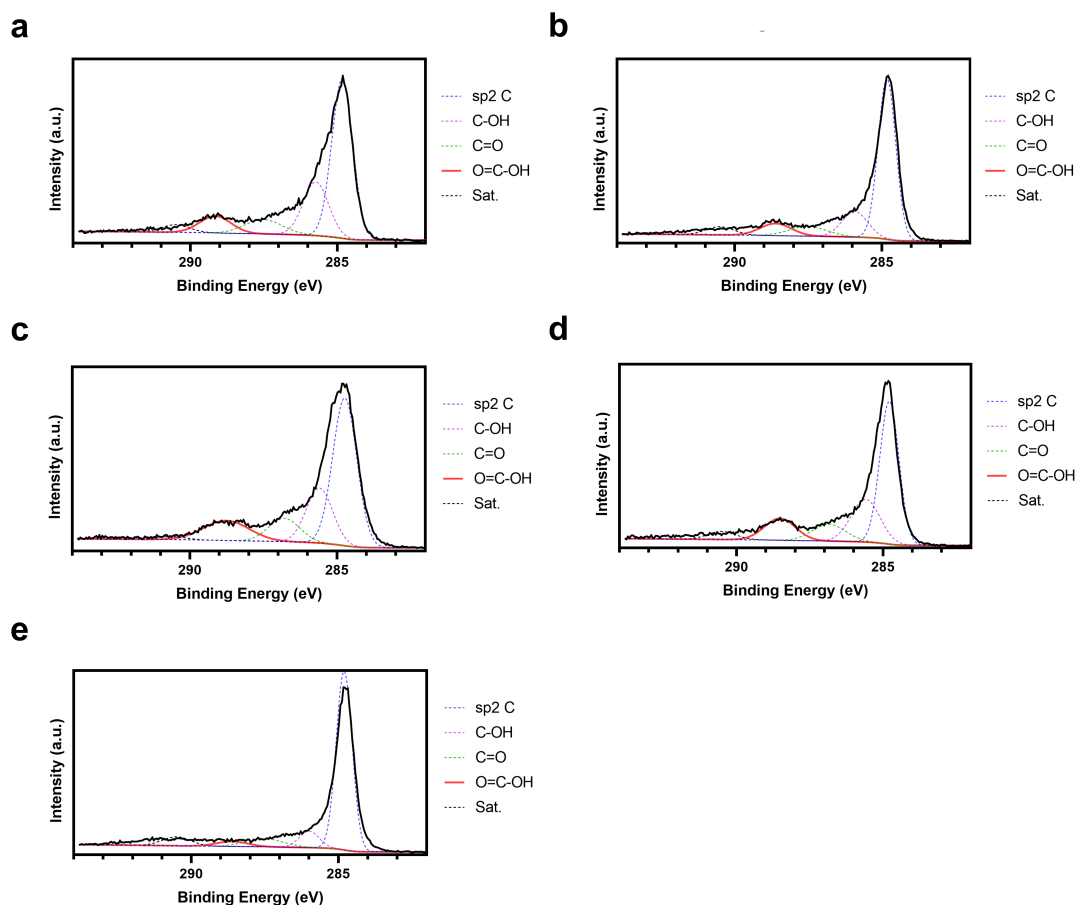 a
Intensity (a.u.)
sp2 C
C-OH
C=O
O=C-OH
Sat.
290
285
Binding Energy (eV)
b
Intensity (a.u.)
sp2 C
C-OH
C=O
O=C-OH
Sat.
290
285
Binding Energy (eV)
c
Intensity (a.u.)
sp2 C
C-OH
C=O
O=C-OH
Sat.
290
285
Binding Energy (eV)
d
Intensity (a.u.)
sp2 C
C-OH
C=O
O=C-OH
Sat.
290
285
Binding Energy (eV)
e
Intensity (a.u.)
sp2 C
C-OH
C=O
O=C-OH
Sat.
290
285
Binding Energy (eV)